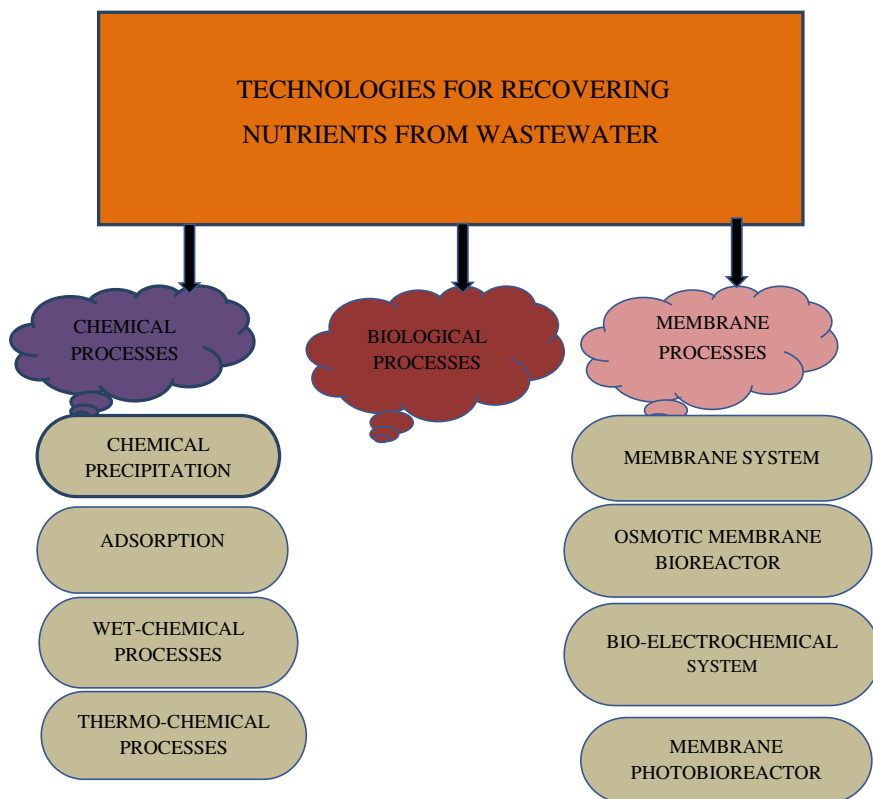 TECHNOLOGIES FOR RECOVERING
NUTRIENTS FROM WASTEWATER
CHEMICAL
PROCESSES
CHEMICAL
PRECIPITATION
ADSORPTION
WET-CHEMICAL
PROCESSES
THERMO-CHEMICAL
PROCESSES
BIOLOGICAL
PROCESSES
MEMBRANE
PROCESSES
MEMBRANE SYSTEM
OSMOTIC MEMBRANE
BIOREACTOR
BIO-ELECTROCHEMICAL
SYSTEM
MEMBRANE
PHOTOBIOREACTOR